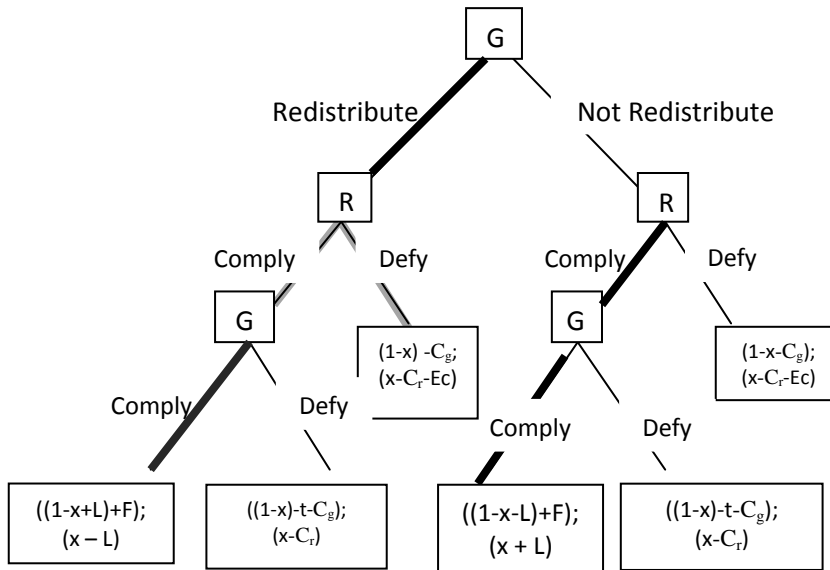 G
Redistribute
Not Redistribute
R
R
Comply
Defy
Comply
Defy
G
(1-x) -Cg;
(x-Cr-Ec)
G
(1-x-Cg);
(x-Cr-Ec)
Comply
Defy
Comply
Defy
((1-x+L)+F);
(x – L)
((1-x)-t-Cg);
(x-Cr)
((1-x-L)+F);
(x + L)
((1-x)-t-Cg);
(x-Cr)